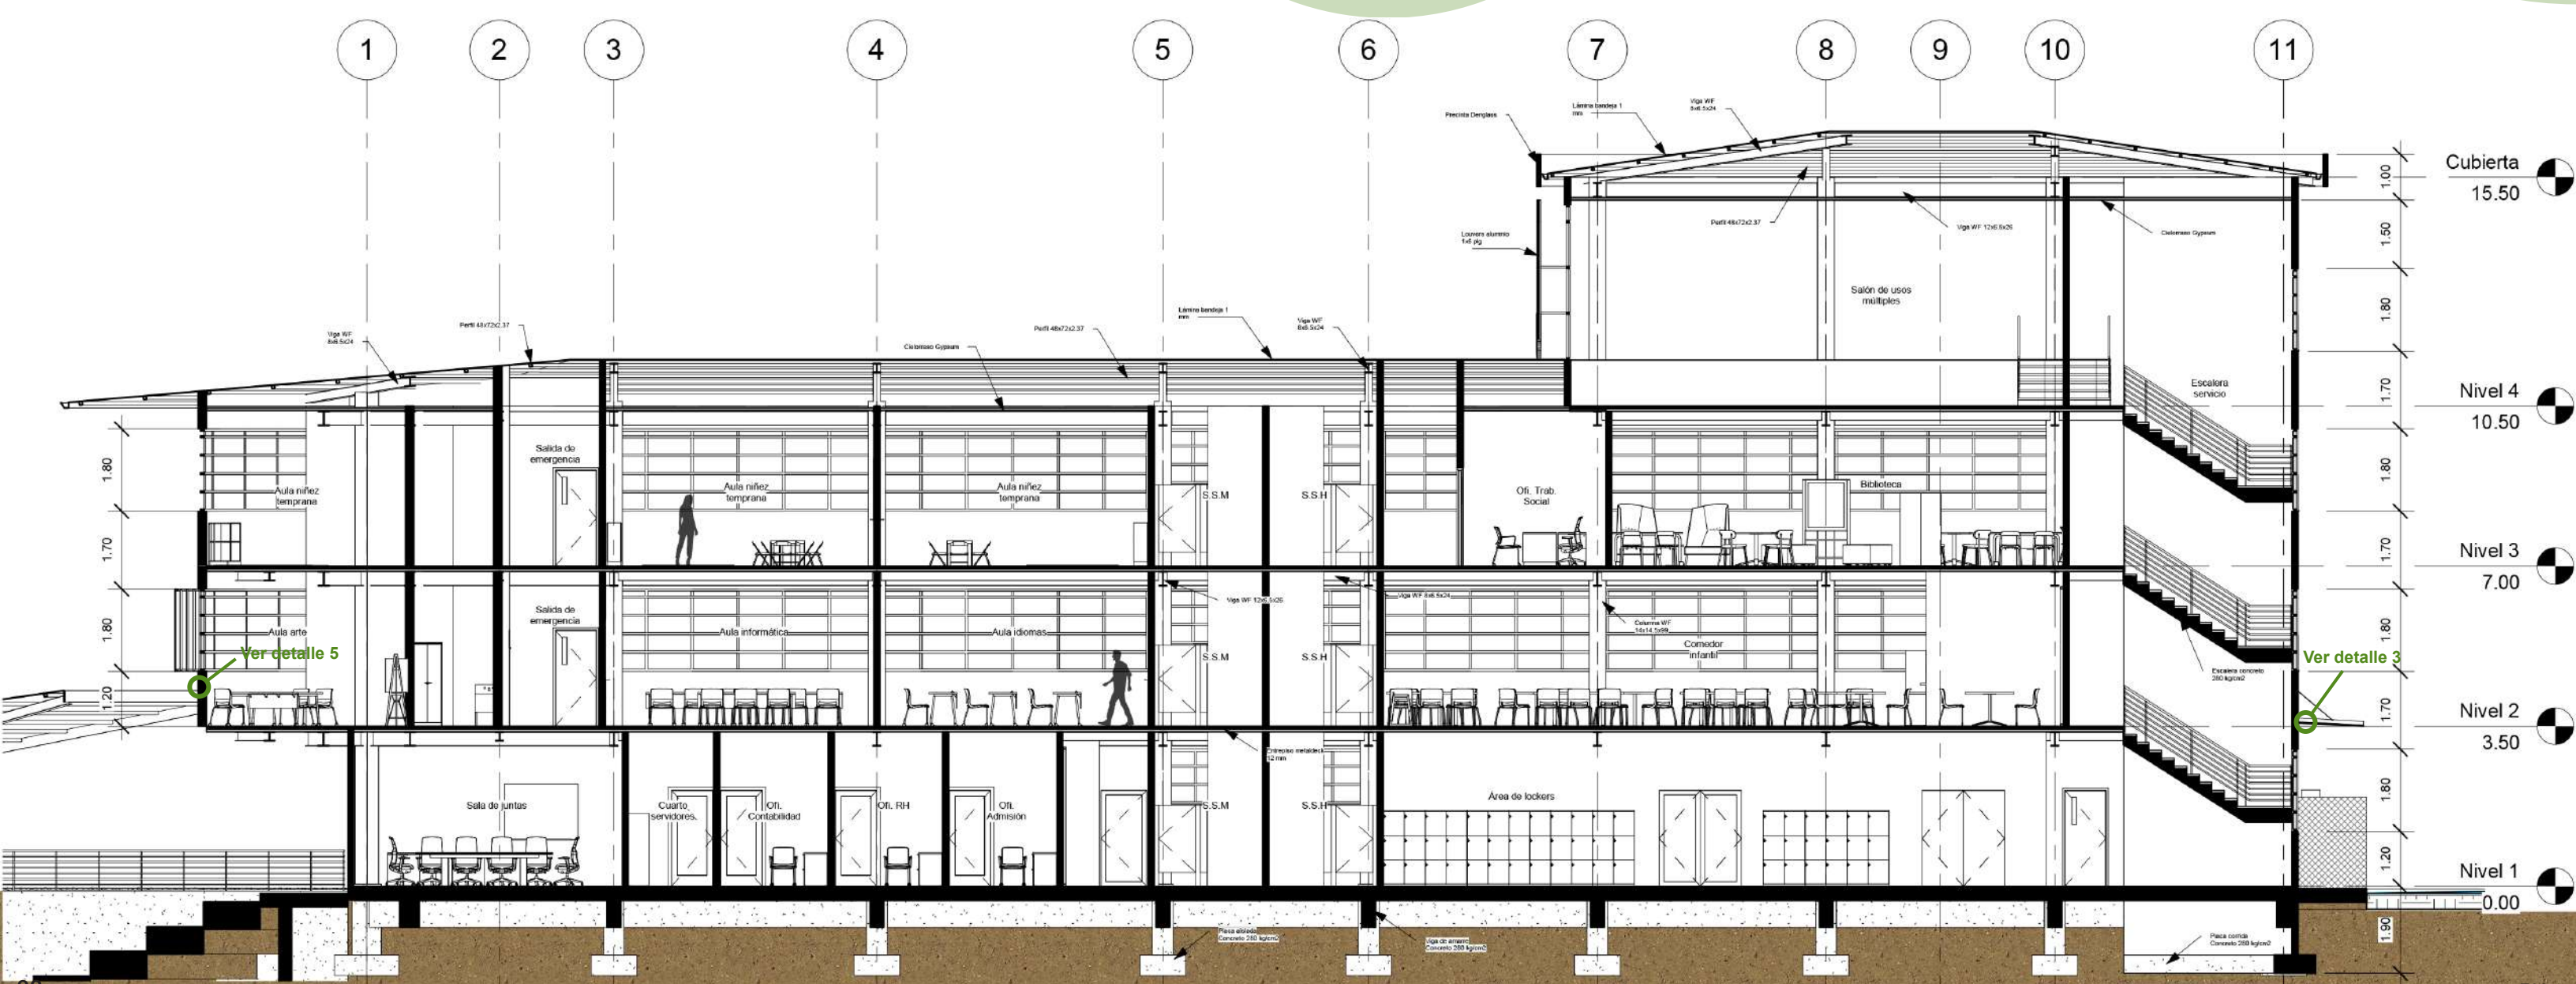 1
2
3
4
5
6
7
8
9
10
11
Precinta Denglass
Lámina bandeja 1
mm
Viga WF
8x6.5x24
Cubierta
15.50
1.00
Perfil 48x72x2.37
Viga WF 12x6.5x26
Cielorraso Gypsum
Louvers aluminio
1x6 plg
1.50
Salón de usos
múltiples
1.80
Viga WF
8x6.5x24
Perfil 48x72x2.37
Cielorraso Gypsum
Perfil 48x72x2.37
Lámina bandeja 1
mm
Viga WF
8x6.5x24
Escalera
servicio
1.70
Nivel 4
10.50
1.80
Aula niñez
temprana
Salida de
emergencia
Aula niñez
temprana
Aula niñez
temprana
S.S.M
S.S.H
Ofi. Trab.
Social
Biblioteca
1.80
1.70
1.70
Nivel 3
7.00
1.80
Aula arte
Salida de
emergencia
Aula informática
Aula idiomas
Viga WF 12x6.5x26
Viga WF 8x6.5x24
Columna WF
14x14.5x99
S.S.M
S.S.H
Comedor
infantil
1.80
Ver detalle 5
Ver detalle 3
Escalera concreto
280 kg/cm2
1.20
1.70
Nivel 2
3.50
Entrepiso metaldeck
12 mm
Sala de juntas
Cuarto
servidores.
Ofi.
Contabilidad
Ofi. RH
Ofi.
Admisión
S.S.M
S.S.H
Área de lockers
1.80
1.20
Nivel 1
0.00
1.90
Placa aislada
Concreto 280 kg/cm2
Viga de amarre
Concreto 280 kg/cm2
Placa corrida
Concreto 280 kg/cm2